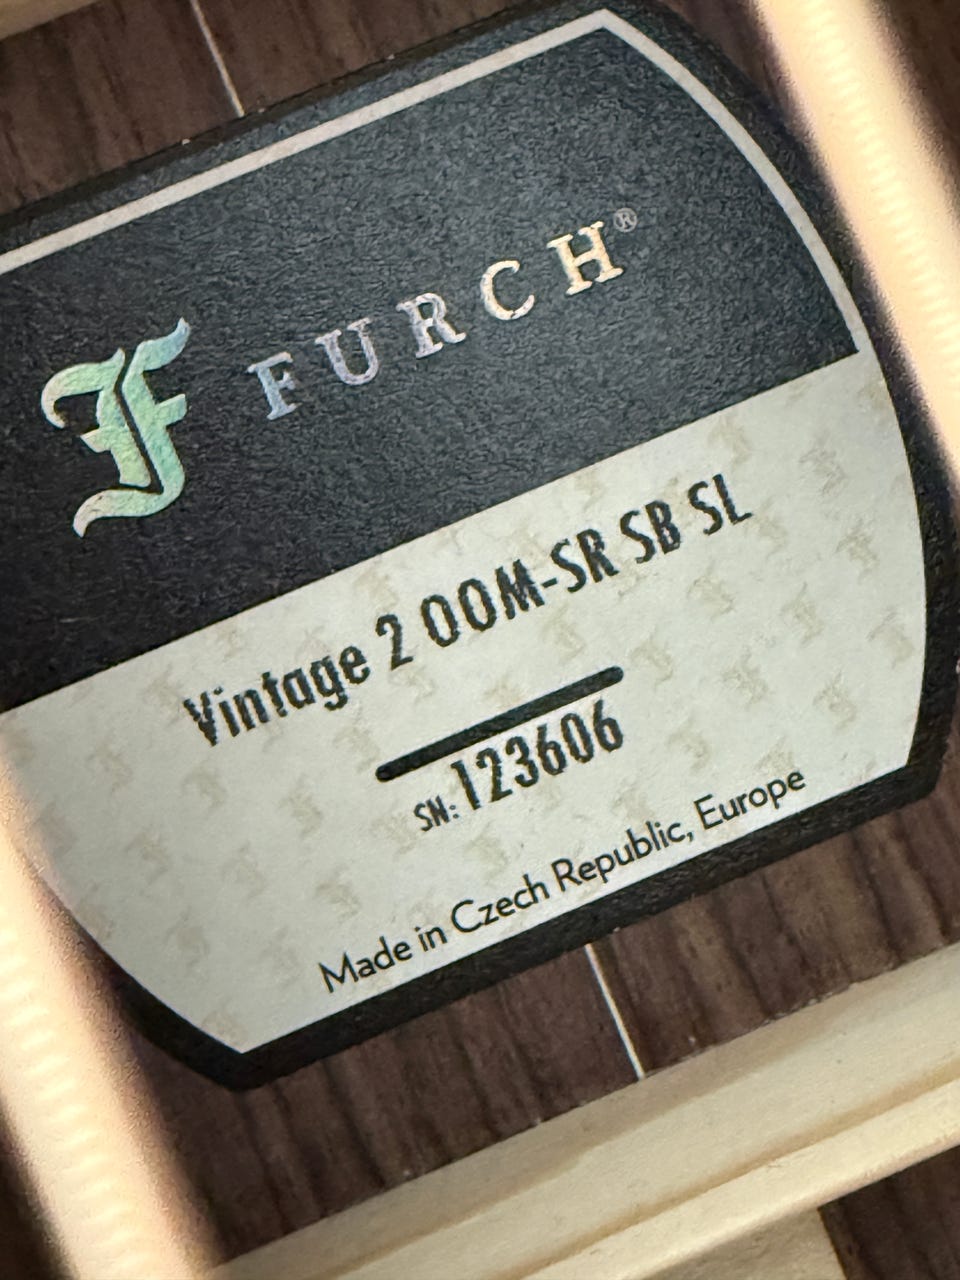 F FURCH®
Vintage 2 OOM-SR SB SL
SN: 123606
Made in Czech Republic, Europe